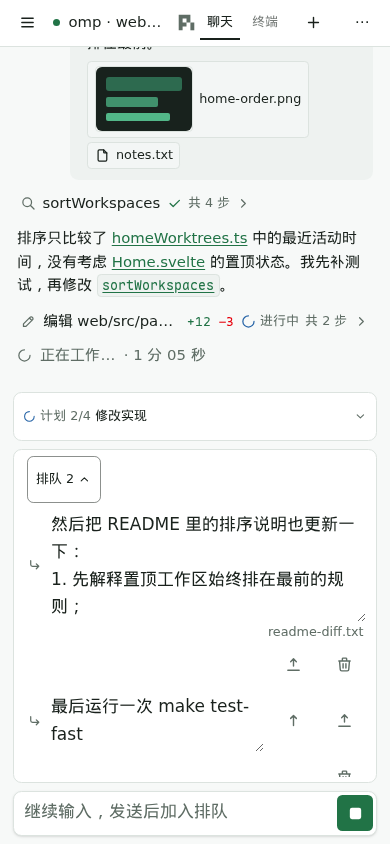 omp · web…
聊天
终端
home-order.png
notes.txt
sortWorkspaces 共 4 步
排序只比较了 homeWorktrees.ts 中的最近活动时
间，没有考虑 Home.svelte 的置顶状态。我先补测
试，再修改 sortWorkspaces。
编辑 web/src/pa… +12 −3 进行中 共 2 步
正在工作… · 1 分 05 秒
计划 2/4 修改实现
排队 2
然后把 README 里的排序说明也更新一
下：
1. 先解释置顶工作区始终排在最前的规
则；
readme-diff.txt
最后运行一次 make test-
fast
继续输入，发送后加入排队